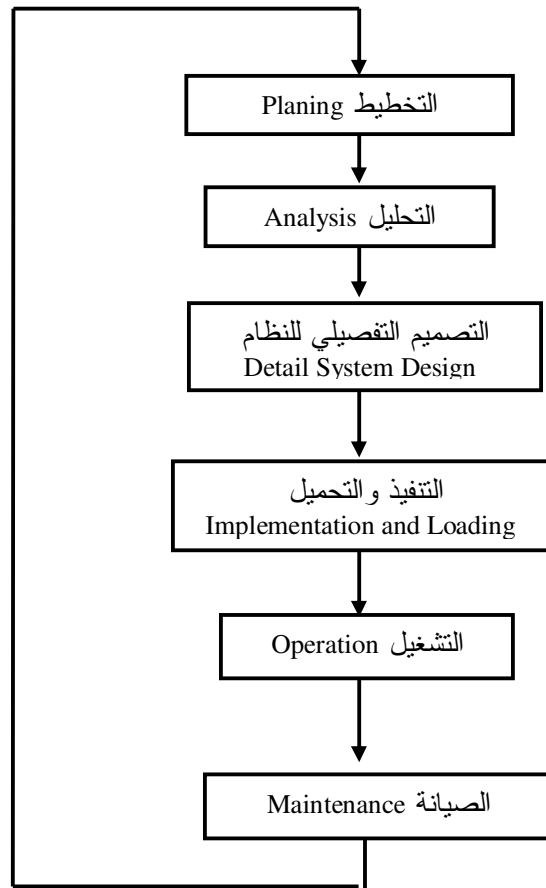 التخطيط Planing
التحليل Analysis
التصميم التفصيلي للنظام
Detail System Design
التنفيذ والتحميل
Implementation and Loading
التشغيل Operation
الصيانة Maintenance